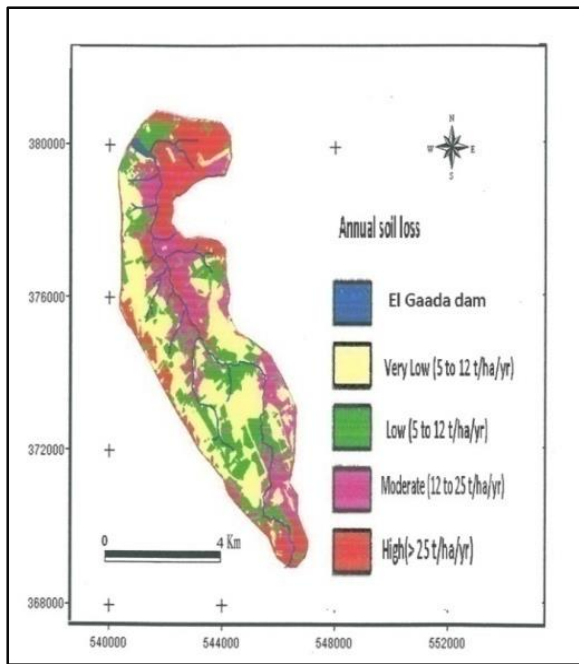 380000
376000
372000
368000
540000
544000
548000
552000
N
W E
S
Annual soil loss
El Gaada dam
Very Low (5 to 12 t/ha/yr)
Low (5 to 12 t/ha/yr)
Moderate (12 to 25 t/ha/yr)
High(> 25 t/ha/yr)
0 4 Km